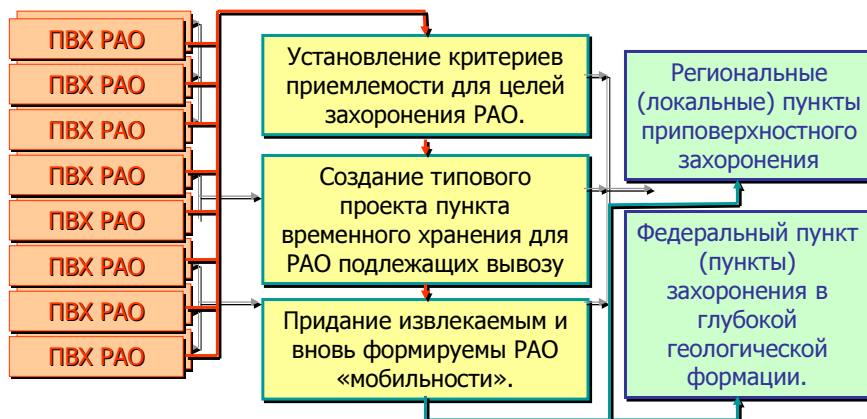 ПВХ РАО
ПВХ РАО
ПВХ РАО
ПВХ РАО
ПВХ РАО
ПВХ РАО
ПВХ РАО
ПВХ РАО
Установление критериев
приемлемости для целей
захоронения РАО.
Создание типового
проекта пункта
временного хранения для
РАО подлежащих вывозу
Придание извлекаемым и
вновь формируемы РАО
«мобильности».
Региональные
(локальные) пункты
приповерхностного
захоронения
Федеральный пункт
(пункты)
захоронения в
глубокой
геологической
формации.